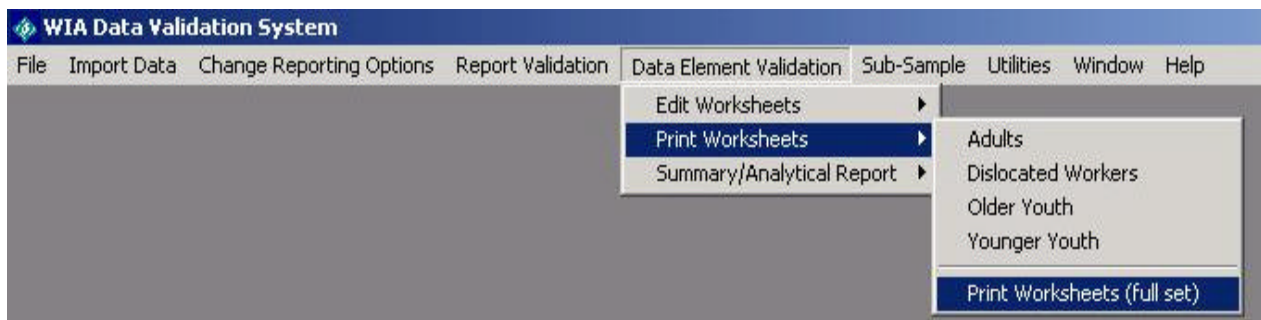 WIA Data Validation System
File Import Data Change Reporting Options Report Validation Data Element Validation Sub-Sample Utilities Window Help
Edit Worksheets
Print Worksheets
Summary/Analytical Report
Adults
Dislocated Workers
Older Youth
Younger Youth
Print Worksheets (full set)